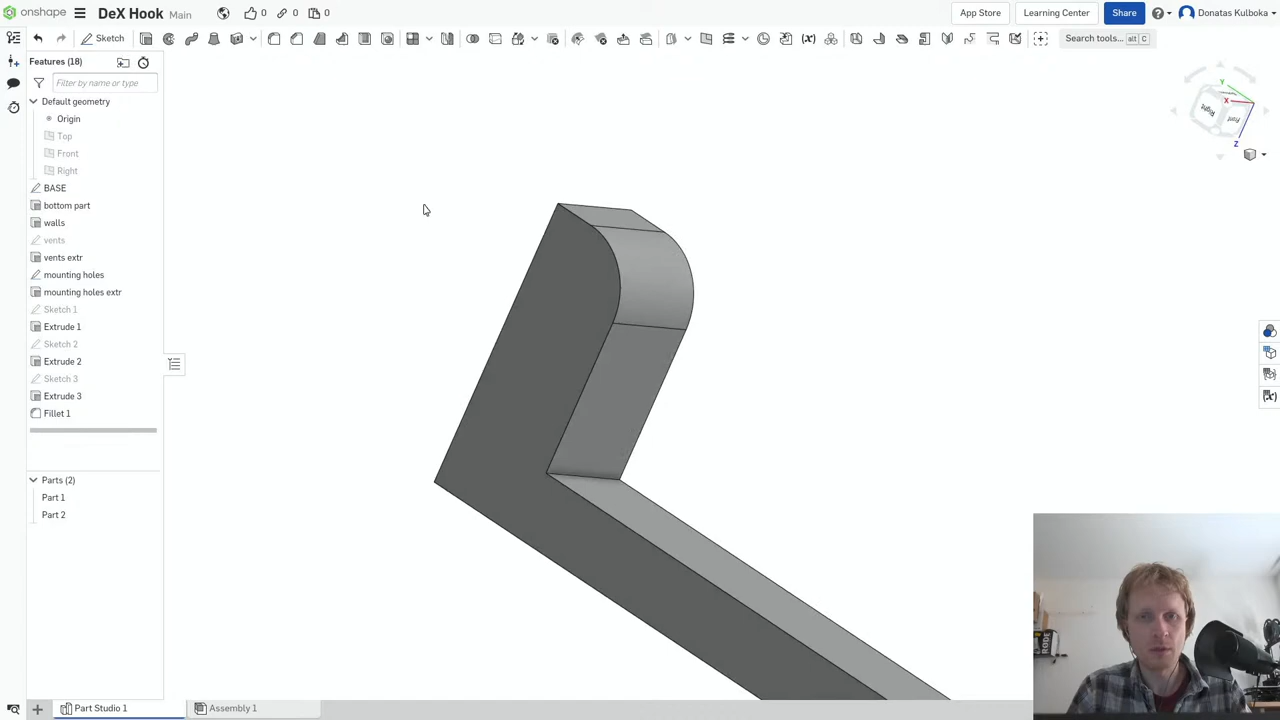 onshape DeX Hook Main 0 0 0 App Store Learning Center Share Donatas Kulboka
Sketch Search tools... alt C
Features (18)
Filter by name or type
Default geometry
Origin
Top
Front
Right
BASE
bottom part
walls
vents
vents extr
mounting holes
mounting holes extr
Sketch 1
Extrude 1
Sketch 2
Extrude 2
Sketch 3
Extrude 3
Fillet 1
Parts (2)
Part 1
Part 2
Y
X
Right
Front
Z
RØDE
Part Studio 1 Assembly 1